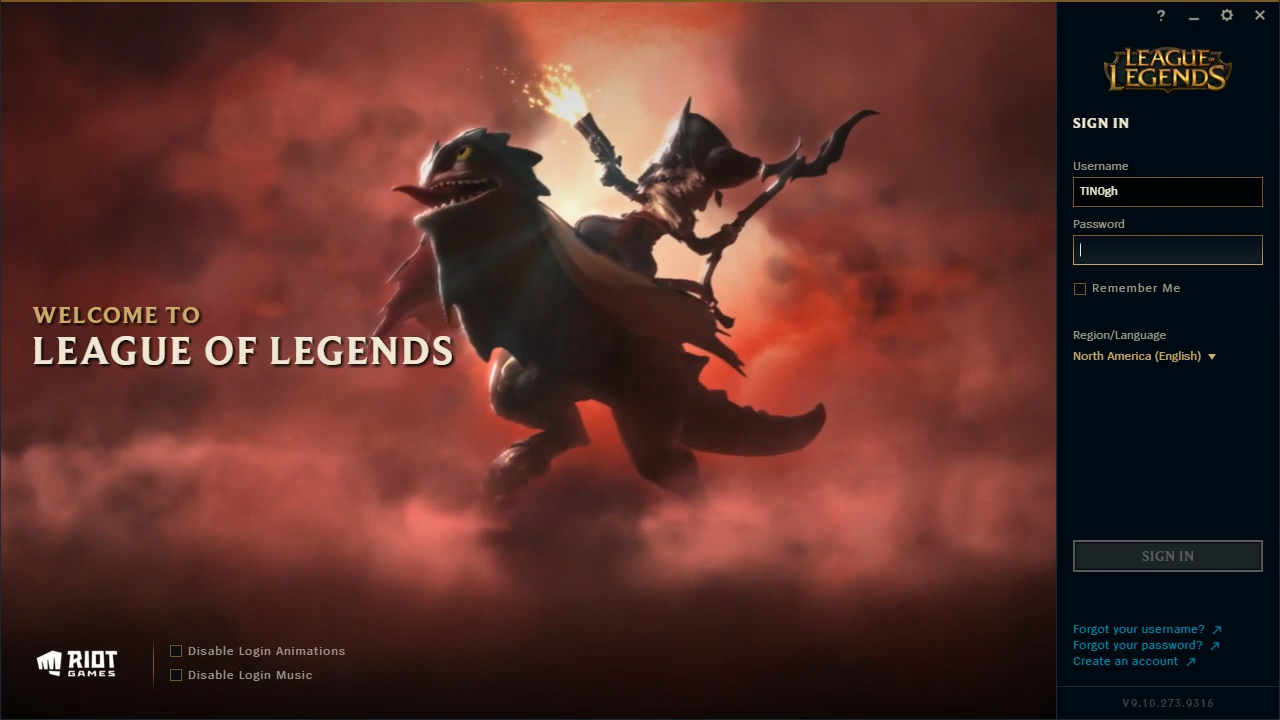 ?
LEAGUE OF
LEGENDS
SIGN IN
Username
TINOgh
Password
Remember Me
Region/Language
North America (English)
WELCOME TO
LEAGUE OF LEGENDS
SIGN IN
Forgot your username?
Forgot your password?
Create an account
RIOT
GAMES
Disable Login Animations
Disable Login Music
V9.10.273.9316